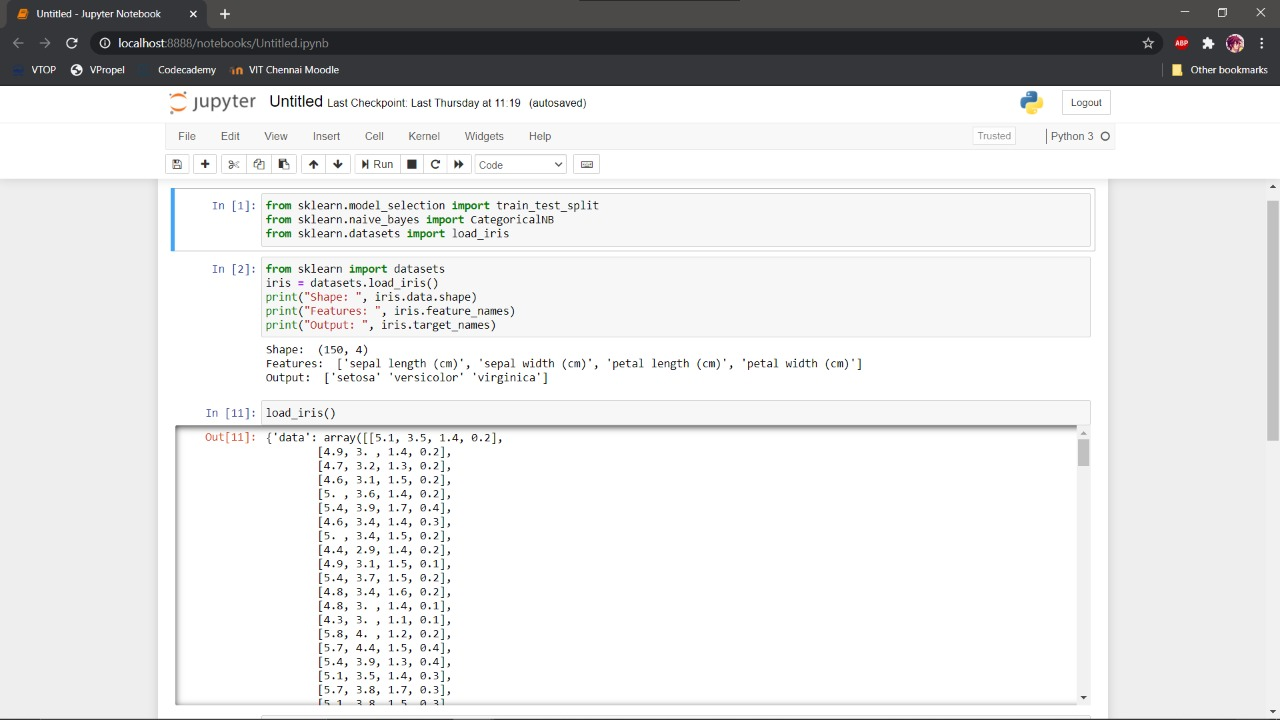 Untitled - Jupyter Notebook
localhost:8888/notebooks/Untitled.ipynb
ABP
VTOP VPropel Codecademy VIT Chennai Moodle Other bookmarks
jupyter Untitled Last Checkpoint: Last Thursday at 11.19 (autosaved) Logout
File Edit View Insert Cell Kernel Widgets Help Trusted Python 3
Run Code
In [1]: from sklearn.model_selection import train_test_split
from sklearn.naive_bayes import CategoricalNB
from sklearn.datasets import load_iris
In [2]: from sklearn import datasets
iris = datasets.load_iris()
print("Shape: ", iris.data.shape)
print("Features: ", iris.feature_names)
print("Output: ", iris.target_names)
Shape:  (150, 4)
Features:  ['sepal length (cm)', 'sepal width (cm)', 'petal length (cm)', 'petal width (cm)']
Output:  ['setosa' 'versicolor' 'virginica']
In [11]: load_iris()
Out[11]: {'data': array([[5.1, 3.5, 1.4, 0.2],
[4.9, 3. , 1.4, 0.2],
[4.7, 3.2, 1.3, 0.2],
[4.6, 3.1, 1.5, 0.2],
[5. , 3.6, 1.4, 0.2],
[5.4, 3.9, 1.7, 0.4],
[4.6, 3.4, 1.4, 0.3],
[5. , 3.4, 1.5, 0.2],
[4.4, 2.9, 1.4, 0.2],
[4.9, 3.1, 1.5, 0.1],
[5.4, 3.7, 1.5, 0.2],
[4.8, 3.4, 1.6, 0.2],
[4.8, 3. , 1.4, 0.1],
[4.3, 3. , 1.1, 0.1],
[5.8, 4. , 1.2, 0.2],
[5.7, 4.4, 1.5, 0.4],
[5.4, 3.9, 1.3, 0.4],
[5.1, 3.5, 1.4, 0.3],
[5.7, 3.8, 1.7, 0.3],
[5.1, 3.8, 1.5, 0.3]